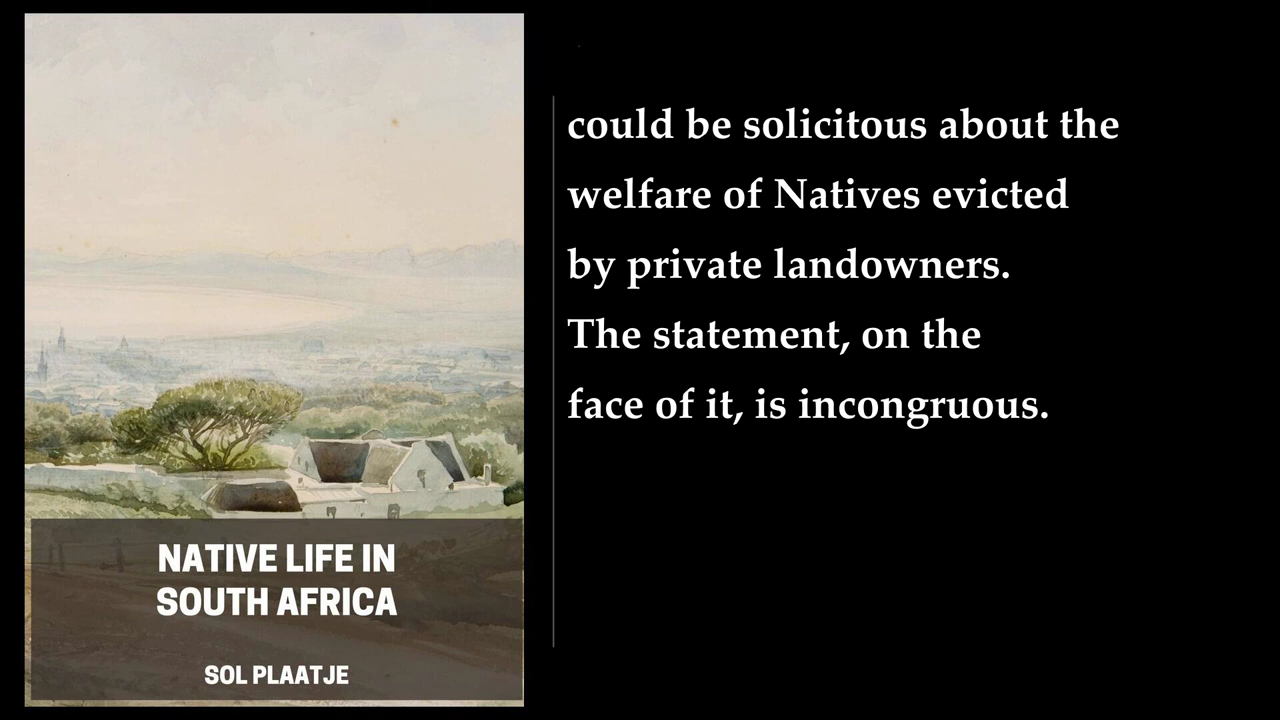 NATIVE LIFE IN
SOUTH AFRICA
SOL PLAATJE
could be solicitous about the
welfare of Natives evicted
by private landowners.
The statement, on the
face of it, is incongruous.